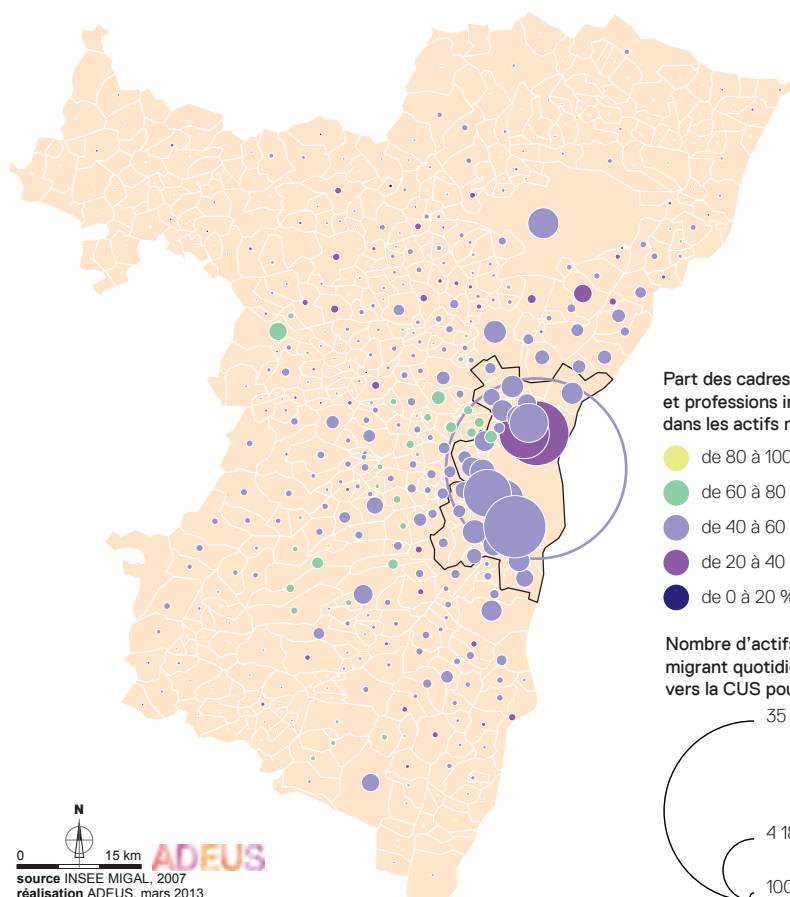 Part des cadres
et professions in
dans les actifs
de 80 à 100
de 60 à 80
de 40 à 60
de 20 à 40
de 0 à 20 %
Nombre d'actifs
migrant quotidi
vers la CUS pou
35
4 18
100
N
0 15 km
ADEUS
source INSEE MIGAL, 2007
réalisation ADEUS, mars 2013